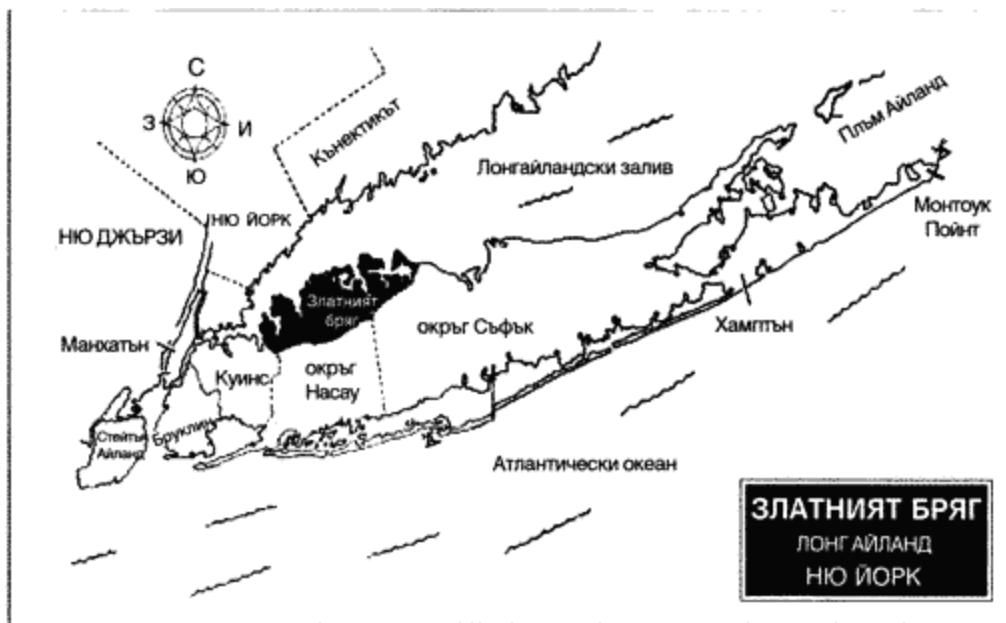 С
З
И
Ю
Кънектикът
Плъм Айланд
Лонгайландски залив
НЮ ЙОРК
НЮ ДЖЪРЗИ
Монтоук
Пойнт
Златният
бряг
окръг Съфък
Хамптън
Манхатън
Куинс
окръг
Насау
Стейтън
Айланд
Бруклин
Атлантически океан
ЗЛАТНИЯТ БРЯГ
ЛОНГ АЙЛАНД
НЮ ЙОРК